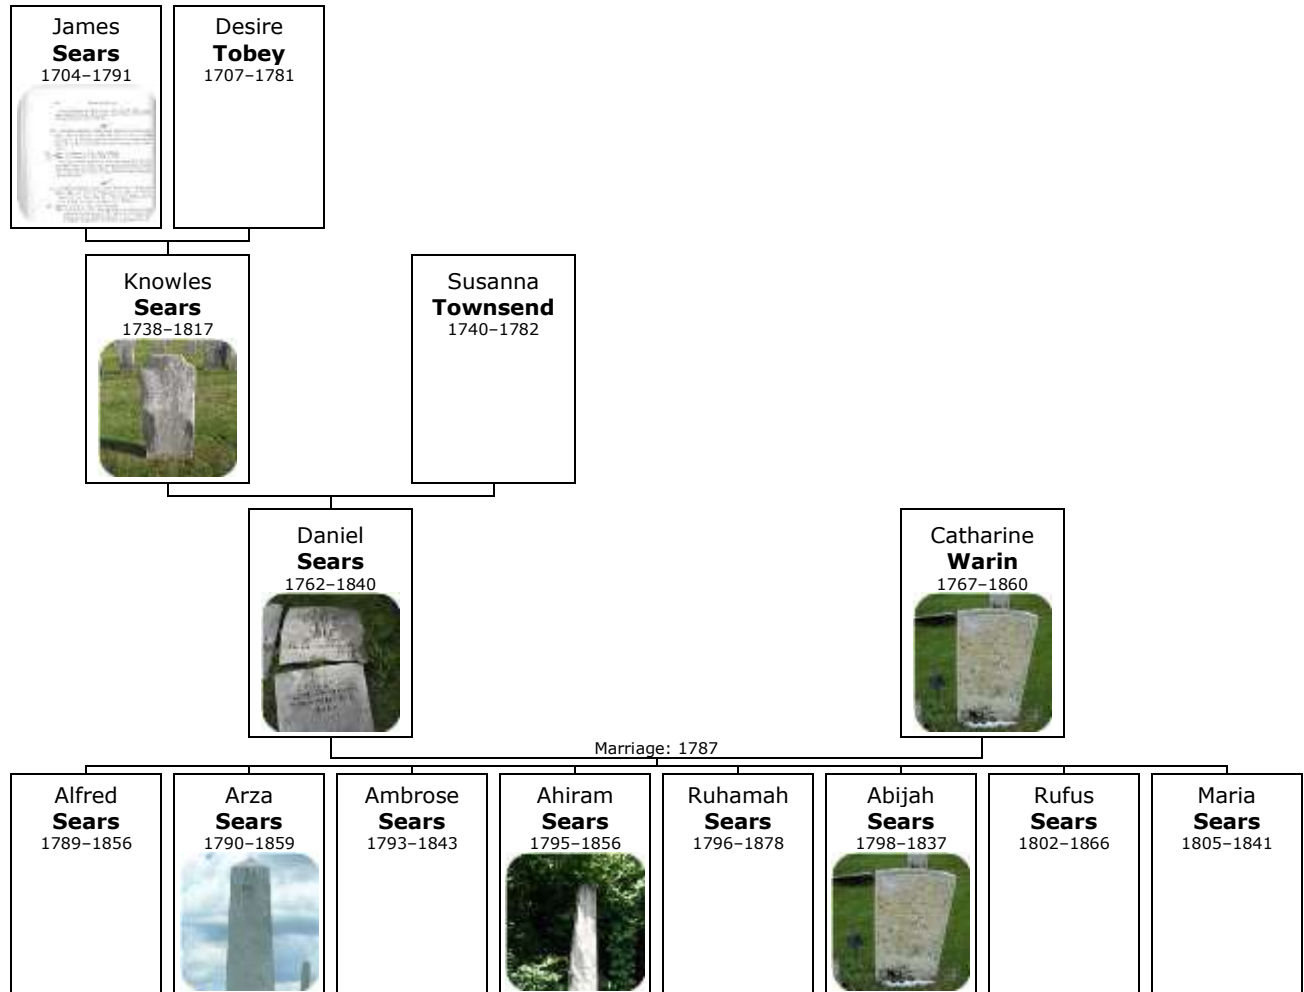 James
Sears
1704–1791
Desire
Tobey
1707–1781
Knowles
Sears
1738–1817
Susanna
Townsend
1740–1782
Daniel
Sears
1762–1840
Catharine
Warin
1767–1860
Marriage: 1787
Alfred
Sears
1789–1856
Arza
Sears
1790–1859
Ambrose
Sears
1793–1843
Ahiram
Sears
1795–1856
Ruhamah
Sears
1796–1878
Abijah
Sears
1798–1837
Rufus
Sears
1802–1866
Maria
Sears
1805–1841